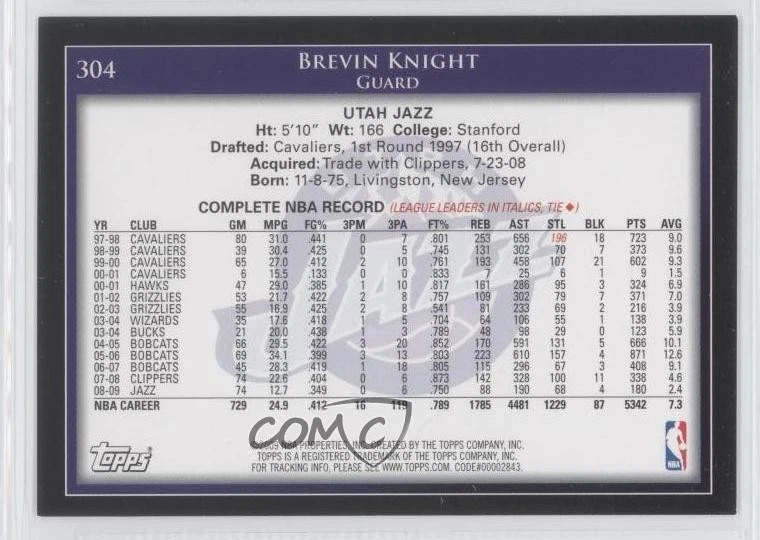 304
BREVIN KNIGHT
GUARD
UTAH JAZZ
Ht: 5'10" Wt: 166 College: Stanford
Drafted: Cavaliers, 1st Round 1997 (16th Overall)
Acquired: Trade with Clippers, 7-23-08
Born: 11-8-75, Livingston, New Jersey
COMPLETE NBA RECORD (LEAGUE LEADERS IN ITALICS, TIE ◆)
YR CLUB GM MPG FG% 3PM 3PA FT% REB AST STL BLK PTS AVG
97-98 CAVALIERS 80 31.0 .441 0 7 .801 253 656 196 18 723 9.0
98-99 CAVALIERS 39 30.4 .425 0 5 .745 131 302 70 7 373 9.6
99-00 CAVALIERS 65 27.0 .412 2 10 .761 193 458 107 21 602 9.3
00-01 CAVALIERS 6 15.5 .133 0 0 .833 7 25 6 1 9 1.5
00-01 HAWKS 47 29.0 .385 1 10 .817 161 286 95 3 324 6.9
01-02 GRIZZLIES 53 21.7 .422 2 8 .757 109 302 79 7 371 7.0
02-03 GRIZZLIES 55 16.9 .425 2 8 .541 81 233 69 2 216 3.9
03-04 WIZARDS 35 17.6 .418 1 5 .704 64 106 55 1 138 3.9
03-04 BUCKS 21 20.0 .438 1 3 .789 48 98 29 0 123 5.9
04-05 BOBCATS 66 29.5 .422 3 20 .852 170 591 131 5 666 10.1
05-06 BOBCATS 69 34.1 .399 3 13 .803 223 610 157 4 871 12.6
06-07 BOBCATS 45 28.3 .419 1 18 .805 115 296 67 3 408 9.1
07-08 CLIPPERS 74 22.6 .404 0 6 .873 142 328 100 11 338 4.6
08-09 JAZZ 74 12.7 .349 0 6 .750 88 190 68 4 180 2.4
NBA CAREER 729 24.9 .412 16 119 .789 1785 4481 1229 87 5342 7.3
JAZZ
COMC
Topps
©2009 NBA PROPERTIES, INC. CREATED BY THE TOPPS COMPANY, INC.
TOPPS IS A REGISTERED TRADEMARK OF THE TOPPS COMPANY, INC.
FOR TRACKING INFO, PLEASE SEE WWW.TOPPS.COM. CODE#00002843.
NBA